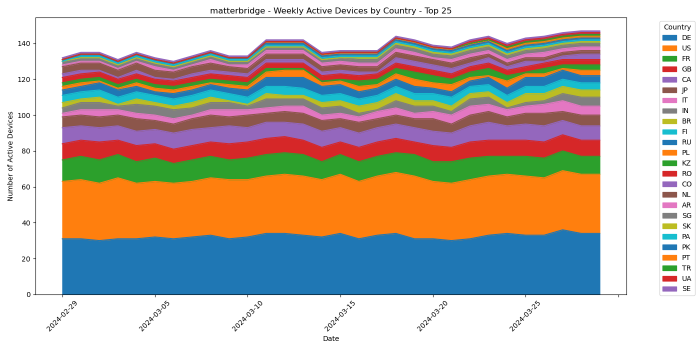 matterbridge - Weekly Active Devices by Country - Top 25
Number of Active Devices
140
120
100
80
60
40
20
0
2024-02-29
2024-03-05
2024-03-10
2024-03-15
2024-03-20
2024-03-25
Date
Country
DE
US
FR
GB
CA
JP
IT
IN
BR
FI
RU
PL
KZ
RO
CO
NL
AR
SG
SK
PA
PK
PT
TR
UA
SE